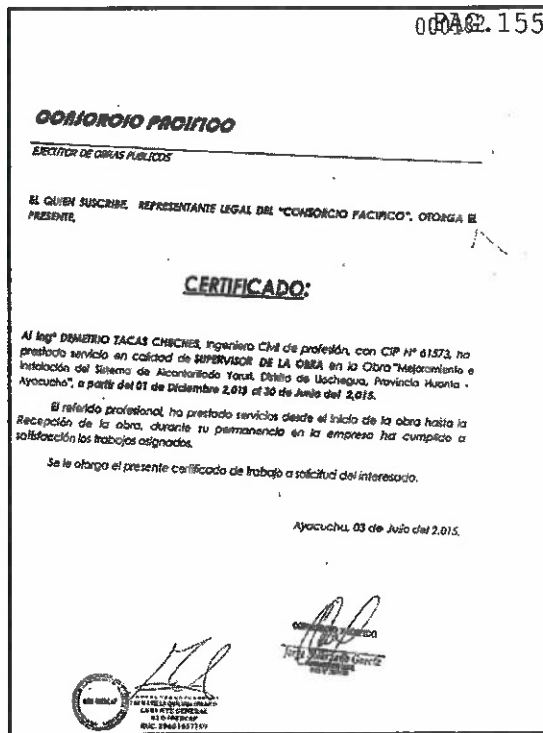 PAG.155
CONSORCIO PACIFICO
EJECUTOR DE OBRAS PUBLICOS
EL QUIEN SUSCRIBE, REPRESENTANTE LEGAL DEL "CONSORCIO PACIFICO". OTORGA EL
PRESENTE,
CERTIFICADO:
Al Ingº DEMETRIO TACAS CHECHES, Ingeniero Civil de profesión, con CIP Nº 61573, ha
prestado servicio en calidad de SUPERVISOR DE LA OBRA en la Obra "Mejoramiento e
Instalación del Sistema de Alcantarillado Distrito de Uschegua, Provincia Huanta -
Ayacucho", a partir del 01 de Diciembre 2,013 al 30 de Junio del 2,015.
El referido profesional, ha prestado servicios desde el inicio de la obra hasta la
Recepción de la obra, durante su permanencia en la empresa ha cumplido a
satisfacción los trabajos asignados.
Se le otorga el presente certificado de trabajo a solicitud del interesado.
Ayacucho, 03 de Julio del 2.015.
CONSORCIO PACIFICO
GERENTE GENERAL